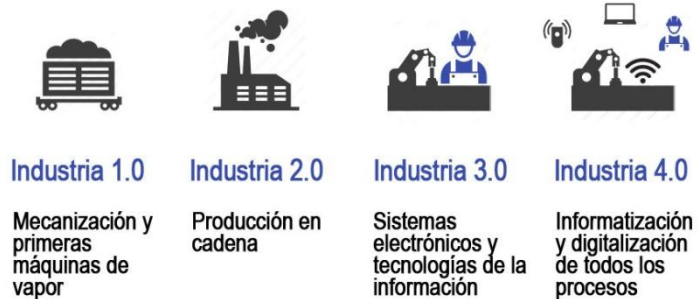 Industria 1.0
Mecanización y
primeras
máquinas de
vapor
Industria 2.0
Producción en
cadena
Industria 3.0
Sistemas
electrónicos y
tecnologías de la
información
Industria 4.0
Informatización
y digitalización
de todos los
procesos